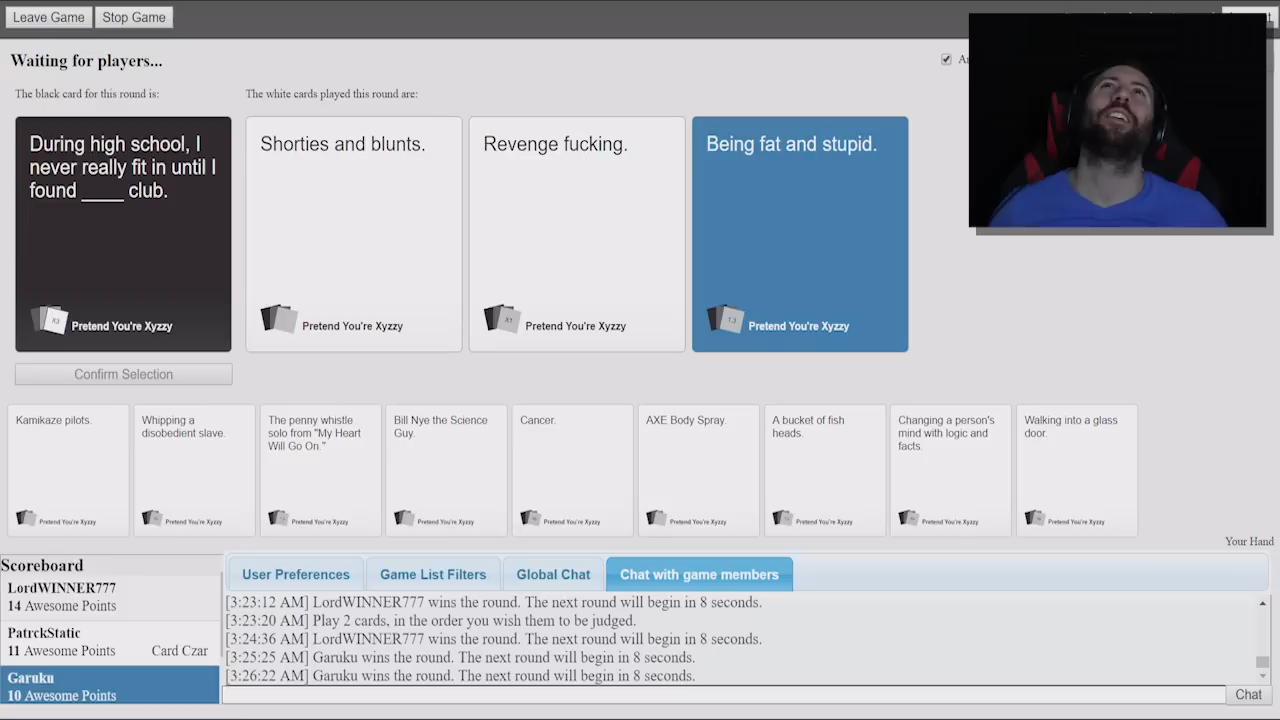 Leave Game Stop Game
Waiting for players...
The black card for this round is:
The white cards played this round are:
During high school, I
never really fit in until I
found ____ club.
Pretend You're Xyzzy
Shorties and blunts.
Pretend You're Xyzzy
Revenge fucking.
X1
Pretend You're Xyzzy
Being fat and stupid.
1.3
Pretend You're Xyzzy
Confirm Selection
Kamikaze pilots.
Pretend You're Xyzzy
Whipping a
disobedient slave.
Pretend You're Xyzzy
The penny whistle
solo from "My Heart
Will Go On."
Pretend You're Xyzzy
Bill Nye the Science
Guy.
Pretend You're Xyzzy
Cancer.
Pretend You're Xyzzy
AXE Body Spray.
Pretend You're Xyzzy
A bucket of fish
heads.
Pretend You're Xyzzy
Changing a person's
mind with logic and
facts.
Pretend You're Xyzzy
Walking into a glass
door.
Pretend You're Xyzzy
Your Hand
Scoreboard
LordWINNER777
14 Awesome Points
PatrckStatic
11 Awesome Points Card Czar
Garuku
10 Awesome Points
User Preferences Game List Filters Global Chat Chat with game members
[3:23:12 AM] LordWINNER777 wins the round. The next round will begin in 8 seconds.
[3:23:20 AM] Play 2 cards, in the order you wish them to be judged.
[3:24:36 AM] LordWINNER777 wins the round. The next round will begin in 8 seconds.
[3:25:25 AM] Garuku wins the round. The next round will begin in 8 seconds.
[3:26:22 AM] Garuku wins the round. The next round will begin in 8 seconds.
Chat